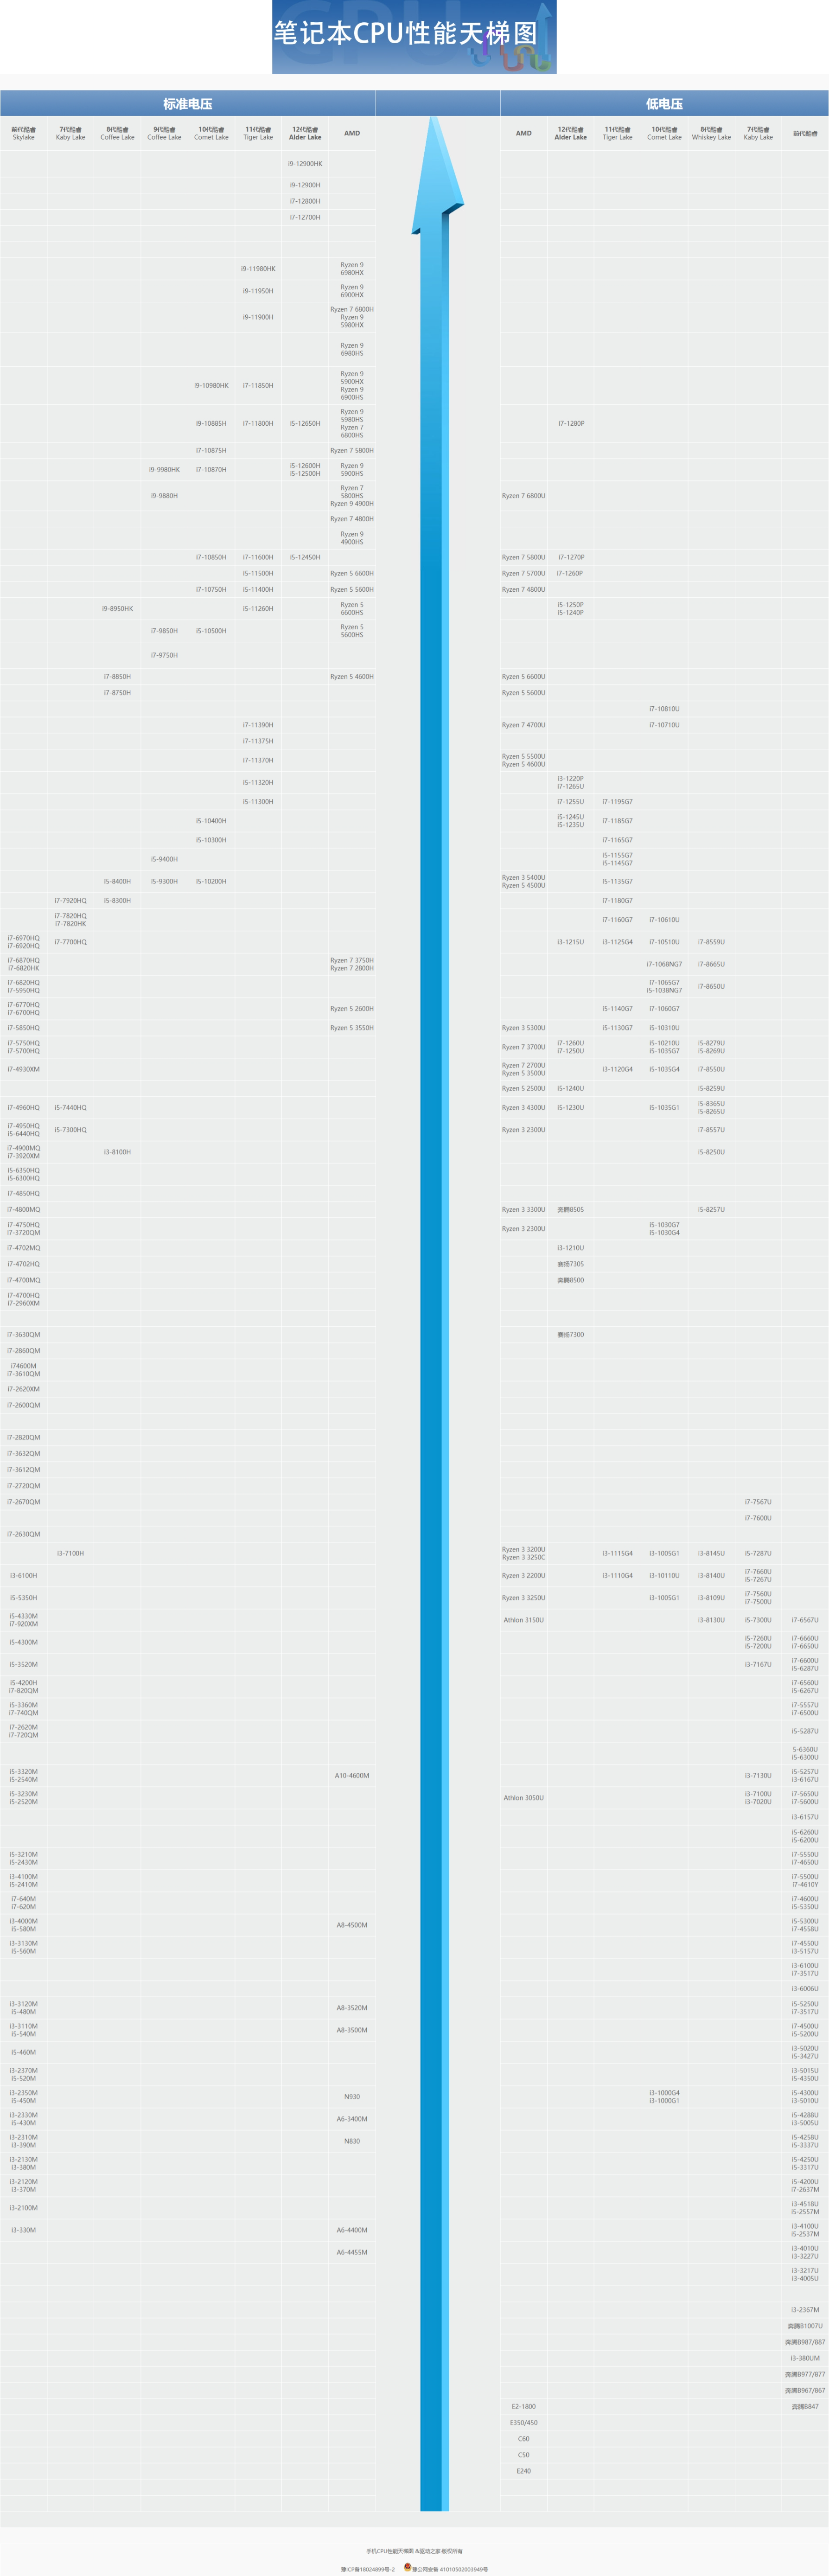 笔记本CPU性能天梯图
标准电压
低电压
前代酷睿 7代酷睿 8代酷睿 9代酷睿 10代酷睿 11代酷睿 12代酷睿 AMD AMD 12代酷睿 11代酷睿 10代酷睿 8代酷睿 7代酷睿 前代酷睿
Skylake Kaby Lake Coffee Lake Coffee Lake Comet Lake Tiger Lake Alder Lake Alder Lake Tiger Lake Comet Lake Whiskey Lake Kaby Lake
i9-12900HK
i9-12900H
i7-12800H
i7-12700H
i9-11980HK Ryzen 9
6980HX
i9-11950H Ryzen 9
6900HX
i9-11900H Ryzen 7 6800H
Ryzen 9
5980HX
Ryzen 9
6980HS
i9-10980HK i7-11850H Ryzen 9
5900HX
Ryzen 9
6900HS
i9-10885H i7-11800H i5-12650H Ryzen 9
5980HS
Ryzen 7
6800HS
i7-1280P
i7-10875H Ryzen 7 5800H
i9-9980HK i7-10870H i5-12600H
i5-12500H
Ryzen 9
5900HS
i9-9880H Ryzen 7
5800HS
Ryzen 9 4900H
Ryzen 7 6800U
Ryzen 7 4800H
Ryzen 9
4900HS
i7-10850H i7-11600H i5-12450H Ryzen 7 5800U i7-1270P
i5-11500H Ryzen 5 6600H Ryzen 7 5700U i7-1260P
i7-10750H i5-11400H Ryzen 5 5600H Ryzen 7 4800U
i9-8950HK i5-11260H Ryzen 5
6600HS
i5-1250P
i5-1240P
i7-9850H i5-10500H Ryzen 5
5600HS
i7-9750H
i7-8850H Ryzen 5 4600H Ryzen 5 6600U
i7-8750H Ryzen 5 5600U
i7-10810U
i7-11390H Ryzen 7 4700U i7-10710U
i7-11375H
i7-11370H Ryzen 5 5500U
Ryzen 5 4600U
i5-11320H i3-1220P
i7-1265U
i5-11300H i7-1255U i7-1195G7
i5-10400H i5-1245U
i5-1235U
i7-1185G7
i5-10300H i7-1165G7
i5-9400H i5-1155G7
i5-1145G7
i5-8400H i5-9300H i5-10200H Ryzen 3 5400U
Ryzen 5 4500U
i5-1135G7
i7-7920HQ i5-8300H i7-1180G7
i7-7820HQ
i7-7820HK
i7-1160G7 i7-10610U
i7-6970HQ
i7-6920HQ
i7-7700HQ i3-1215U i3-1125G4 i7-10510U i7-8559U
i7-6870HQ
i7-6820HK
Ryzen 7 3750H
Ryzen 7 2800H
i7-1068NG7 i7-8665U
i7-6820HQ
i7-5950HQ
i7-1065G7
i5-1038NG7
i7-8650U
i7-6770HQ
i7-6700HQ
Ryzen 5 2600H i5-1140G7 i7-1060G7
i7-5850HQ Ryzen 5 3550H Ryzen 3 5300U i5-1130G7 i5-10310U
i7-5750HQ
i7-5700HQ
Ryzen 7 3700U i7-1260U
i7-1250U
i5-10210U
i5-1035G7
i5-8279U
i5-8269U
i7-4930XM Ryzen 7 2700U
Ryzen 5 3500U
i3-1120G4 i5-1035G4 i7-8550U
Ryzen 5 2500U i5-1240U i5-8259U
i7-4960HQ i5-7440HQ Ryzen 3 4300U i5-1230U i5-1035G1 i5-8365U
i5-8265U
i7-4950HQ
i5-6440HQ
i5-7300HQ Ryzen 3 2300U i7-8557U
i7-4900MQ
i7-3920XM
i3-8100H i5-8250U
i5-6350HQ
i5-6300HQ
i7-4850HQ
i7-4800MQ Ryzen 3 3300U 奔腾8505 i5-8257U
i7-4750HQ
i7-3720QM
Ryzen 3 2300U i5-1030G7
i5-1030G4
i7-4702MQ i3-1210U
i7-4702HQ 赛扬7305
i7-4700MQ 奔腾8500
i7-4700HQ
i7-2960XM
i7-3630QM 赛扬7300
i7-2860QM
i74600M
i7-3610QM
i7-2620XM
i7-2600QM
i7-2820QM
i7-3632QM
i7-3612QM
i7-2720QM
i7-2670QM i7-7567U
i7-7600U
i7-2630QM
i3-7100H Ryzen 3 3200U
Ryzen 3 3250C
i3-1115G4 i3-1005G1 i3-8145U i5-7287U
i3-6100H Ryzen 3 2200U i3-1110G4 i3-10110U i3-8140U i7-7660U
i5-7267U
i5-5350H Ryzen 3 3250U i3-1005G1 i3-8109U i7-7560U
i7-7500U
i5-4330M
i7-920XM
Athlon 3150U i3-8130U i5-7300U i7-6567U
i5-4300M i5-7260U
i5-7200U
i7-6660U
i7-6650U
i5-3520M i3-7167U i7-6600U
i5-6287U
i5-4200H
i7-820QM
i7-6560U
i5-6267U
i5-3360M
i7-740QM
i7-5557U
i7-6500U
i7-2620M
i7-720QM
i5-5287U
5-6360U
i5-6300U
i5-3320M
i5-2540M
A10-4600M i3-7130U i5-5257U
i3-6167U
i5-3230M
i5-2520M
Athlon 3050U i3-7100U
i3-7020U
i7-5650U
i7-5600U
i3-6157U
i5-6260U
i5-6200U
i5-3210M
i5-2430M
i7-5550U
i7-4650U
i3-4100M
i5-2410M
i7-5500U
i7-4610Y
i7-640M
i7-620M
i7-4600U
i5-5350U
i3-4000M
i5-580M
A8-4500M i5-5300U
i7-4558U
i3-3130M
i5-560M
i7-4550U
i3-5157U
i3-6100U
i7-3517U
i3-6006U
i3-3120M
i5-480M
A8-3520M i5-5250U
i7-3517U
i3-3110M
i5-540M
A8-3500M i7-4500U
i5-5200U
i5-460M i3-5020U
i5-3427U
i3-2370M
i5-520M
i3-5015U
i5-4350U
i3-2350M
i5-450M
N930 i3-1000G4
i3-1000G1
i5-4300U
i3-5010U
i3-2330M
i5-430M
A6-3400M i5-4288U
i3-5005U
i3-2310M
i3-390M
N830 i5-4258U
i5-3337U
i3-2130M
i3-380M
i5-4250U
i5-3317U
i3-2120M
i3-370M
i5-4200U
i7-2637M
i3-2100M i3-4518U
i5-2557M
i3-330M A6-4400M i3-4100U
i5-2537M
A6-4455M i3-4010U
i3-3227U
i3-3217U
i3-4005U
i3-2367M
奔腾B1007U
奔腾B987/887
i3-380UM
奔腾B977/877
奔腾B967/867
E2-1800 奔腾B847
E350/450
C60
C50
E240
手机CPU性能天梯图 &驱动之家 版权所有
豫ICP备18024899号-2 豫公网安备 41010502003949号